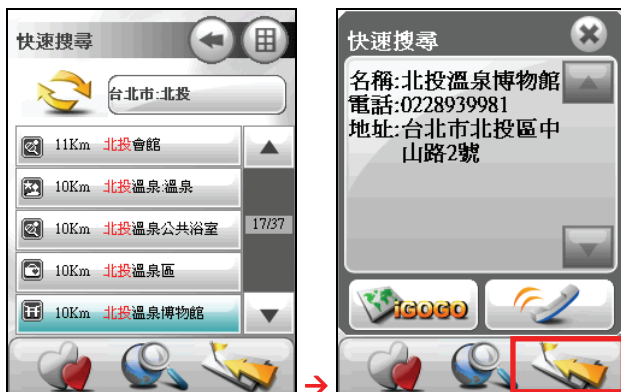 快速搜尋
台北市:北投
11Km 北投會館
10Km 北投溫泉:溫泉
10Km 北投溫泉公共浴室
17/37
10Km 北投溫泉區
10Km 北投溫泉博物館
→
快速搜尋
名稱:北投溫泉博物館
電話:0228939981
地址:台北市北投區中
山路2號
iGOGO